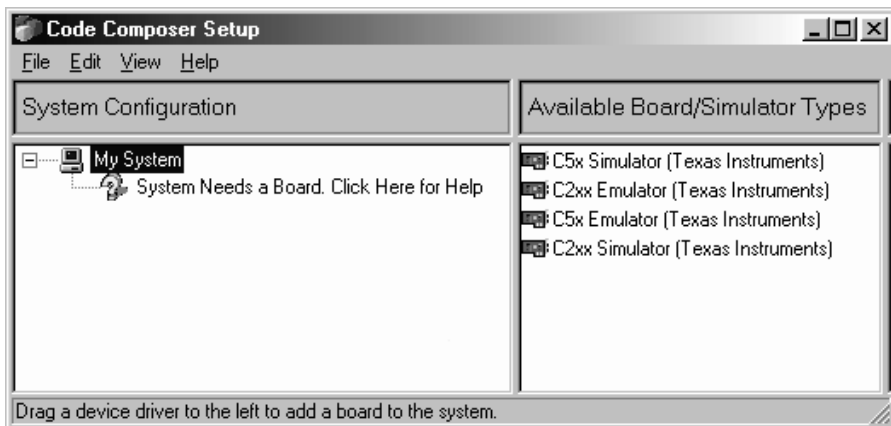 Code Composer Setup
File Edit View Help
System Configuration
Available Board/Simulator Types
My System
System Needs a Board. Click Here for Help
C5x Simulator (Texas Instruments)
C2xx Emulator (Texas Instruments)
C5x Emulator (Texas Instruments)
C2xx Simulator (Texas Instruments)
Drag a device driver to the left to add a board to the system.